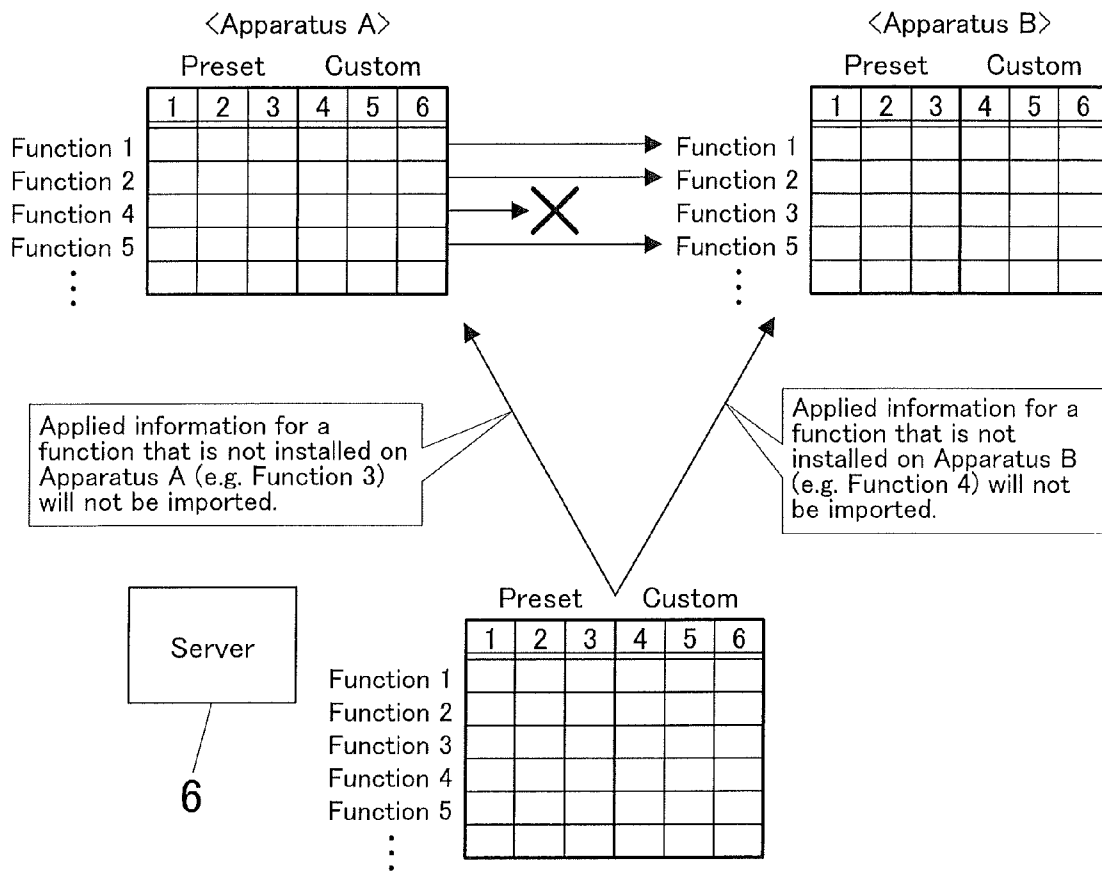 <Apparatus A>
Preset Custom
1 2 3 4 5 6
Function 1
Function 2
Function 4
Function 5
<Apparatus B>
Preset Custom
1 2 3 4 5 6
Function 1
Function 2
Function 3
Function 5
Applied information for a
function that is not installed on
Apparatus A (e.g. Function 3)
will not be imported.
Applied information for a
function that is not
installed on Apparatus B
(e.g. Function 4) will not
be imported.
Server
6
Preset Custom
1 2 3 4 5 6
Function 1
Function 2
Function 3
Function 4
Function 5